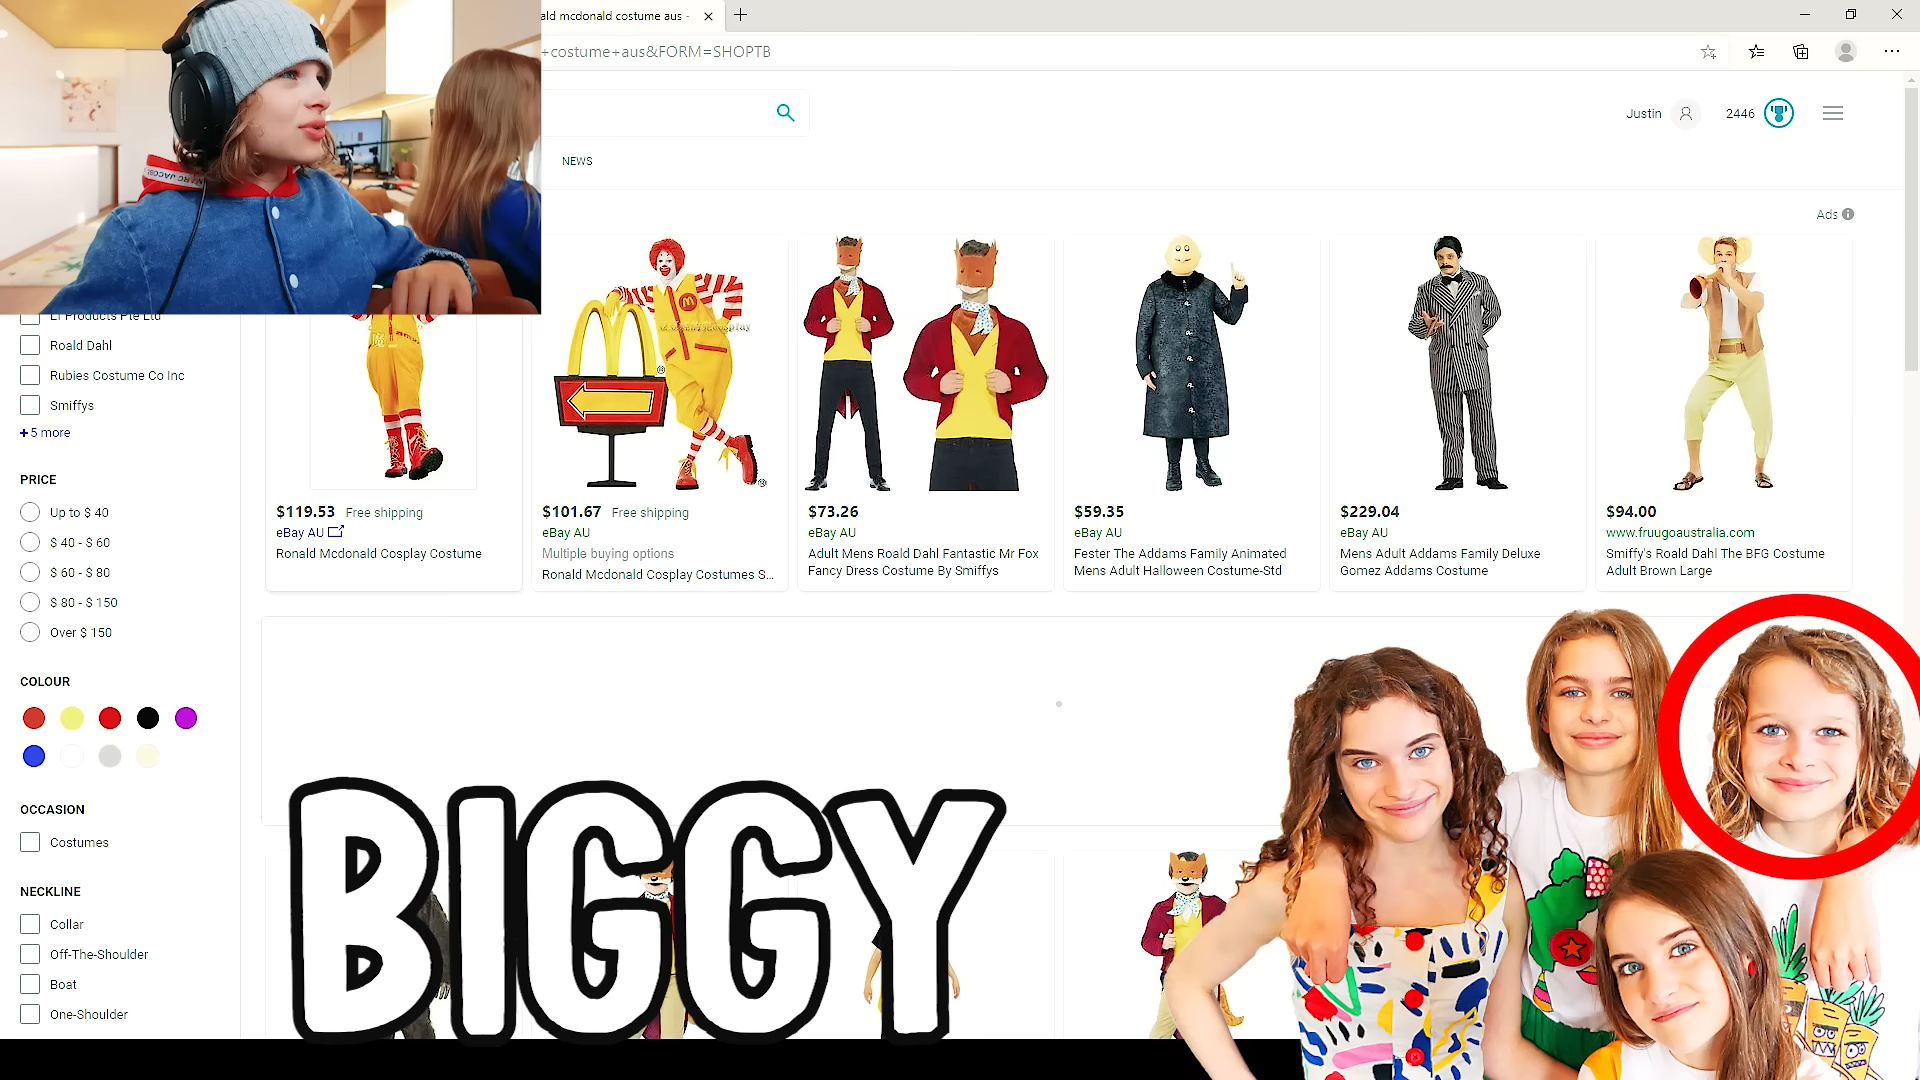 ald mcdonald costume aus -
+costume+aus&FORM=SHOPTB
Justin
2446
NEWS
Ads
MARC JACOBS
LT Products Pte Ltd
Roald Dahl
Rubies Costume Co Inc
Smiffys
+5 more
PRICE
Up to $ 40
$ 40 - $ 60
$ 60 - $ 80
$ 80 - $ 150
Over $ 150
COLOUR
OCCASION
Costumes
NECKLINE
Collar
Off-The-Shoulder
Boat
One-Shoulder
$119.53 Free shipping
eBay AU
Ronald Mcdonald Cosplay Costume
$101.67 Free shipping
eBay AU
Multiple buying options
Ronald Mcdonald Cosplay Costumes S...
$73.26
eBay AU
Adult Mens Roald Dahl Fantastic Mr Fox
Fancy Dress Costume By Smiffys
$59.35
eBay AU
Fester The Addams Family Animated
Mens Adult Halloween Costume-Std
$229.04
eBay AU
Mens Adult Addams Family Deluxe
Gomez Addams Costume
$94.00
www.fruugoaustralia.com
Smiffy's Roald Dahl The BFG Costume
Adult Brown Large
BIGGY